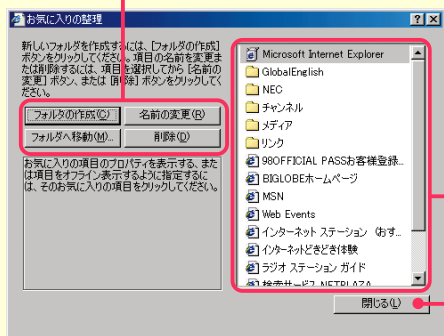 お気に入りの整理
新しいフォルダを作成するには、[フォルダの作成]
ボタンをクリックしてください。項目の名前を変更ま
たは削除するには、項目を選択してから [名前の
変更] ボタン、または [削除] ボタンをクリックしてく
ださい。
フォルダの作成(C)
名前の変更(R)
フォルダへ移動(M)...
削除(D)
お気に入りの項目のプロパティを表示する、また
は項目をオフライン表示するように指定するに
は、そのお気に入りの項目をクリックしてください。
Microsoft Internet Explorer
GlobalEnglish
NEC
チャンネル
メディア
リンク
98OFFICIAL PASSお客様登録...
BIGLOBEホームページ
MSN
Web Events
インターネット ステーション (おす...
インターネットどきどき体験
ラジオ ステーション ガイド
検索サービス NETPLAZA
閉じる(L)